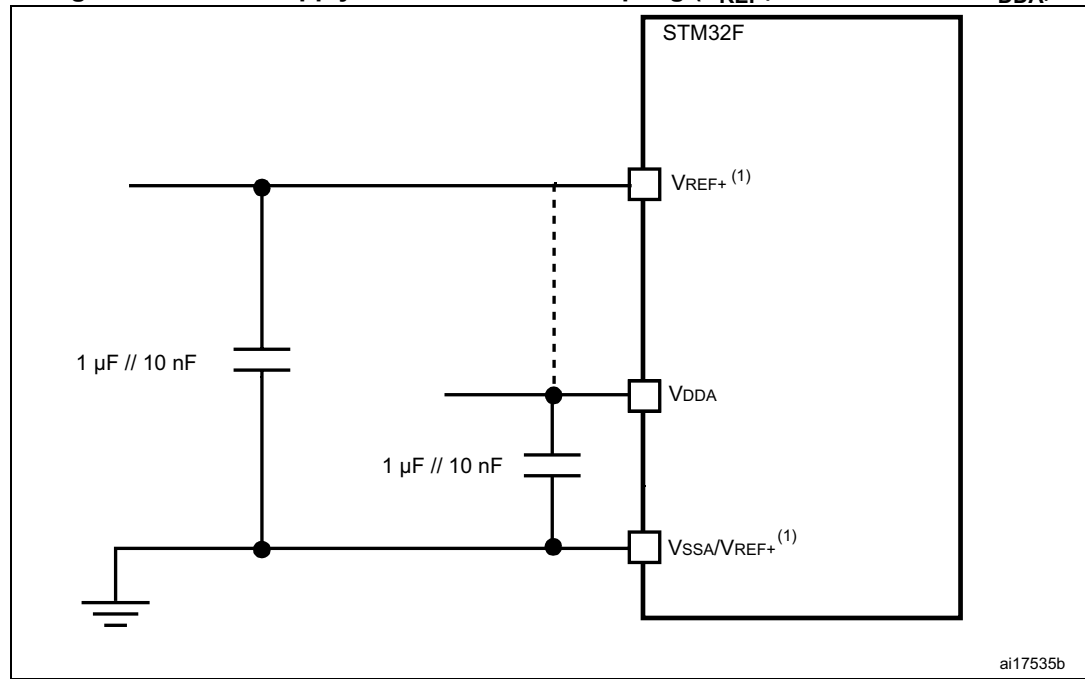 STM32F
VREF+ (1)
1 µF // 10 nF
VDDA
1 µF // 10 nF
VSSA/VREF+ (1)
ai17535b